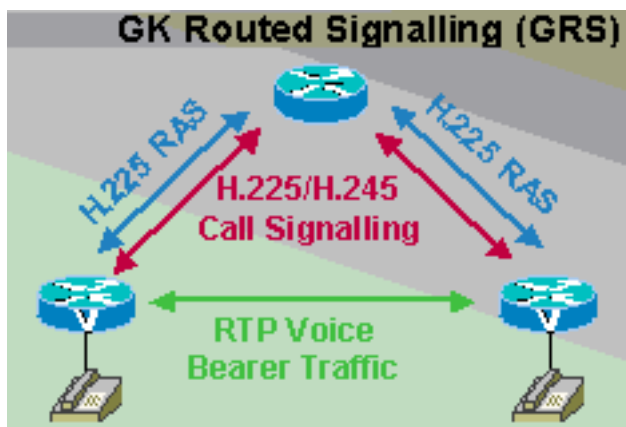 GK Routed Signalling (GRS)
H.225 RAS
H.225 RAS
H.225/H.245
Call Signalling
V
V
RTP Voice
Bearer Traffic